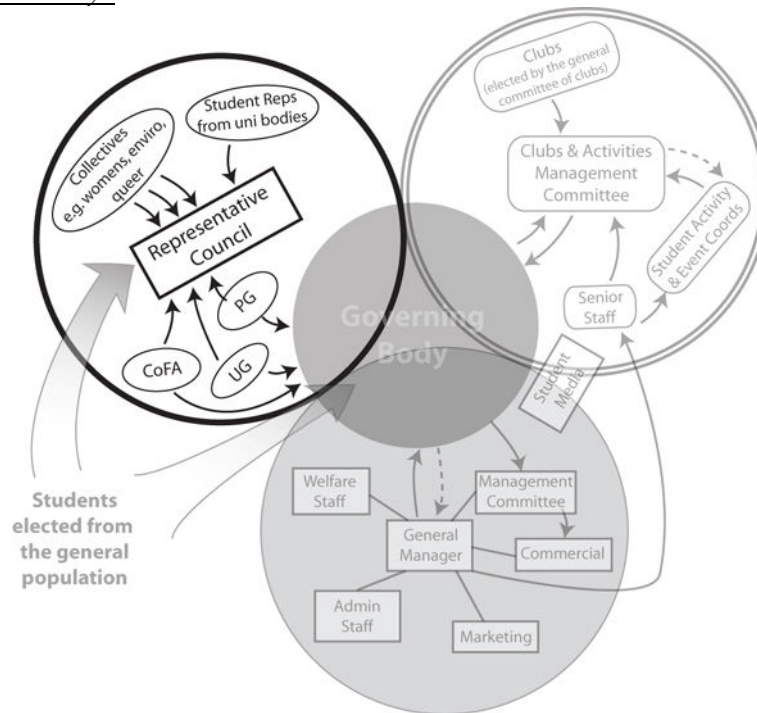 Student Reps
from uni bodies
Collectives
e.g. womens, enviro,
queer
Representative
Council
PG
CoFA
UG
Clubs
(elected by the general
committee of clubs)
Clubs & Activities
Management
Committee
Student Activity
& Event Coords
Senior
Staff
Student
Media
Governing
Body
Students
elected from
the general
population
Welfare
Staff
Management
Committee
General
Manager
Commercial
Admin
Staff
Marketing